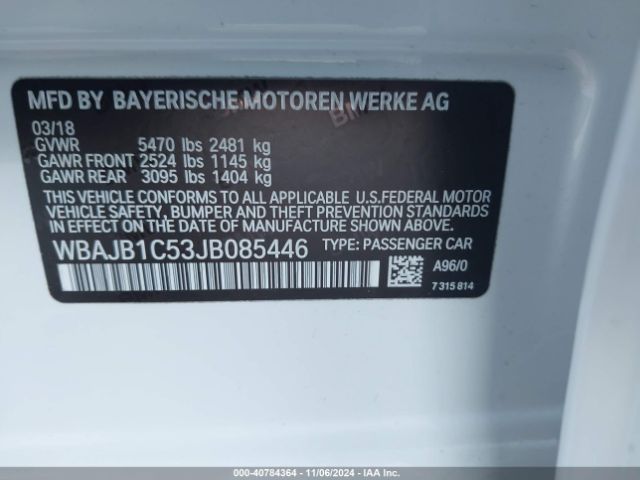 MFD BY BAYERISCHE MOTOREN WERKE AG
03/18
GVWR 5470 lbs 2481 kg
GAWR FRONT 2524 lbs 1145 kg
GAWR REAR 3095 lbs 1404 kg
THIS VEHICLE CONFORMS TO ALL APPLICABLE U.S.FEDERAL MOTOR
VEHICLE SAFETY, BUMPER AND THEFT PREVENTION STANDARDS
IN EFFECT ON THE DATE OF MANUFACTURE SHOWN ABOVE.
WBAJB1C53JB085446 TYPE: PASSENGER CAR
A96/0
7 315 814
000-40784364 - 11/06/2024 - IAA Inc.